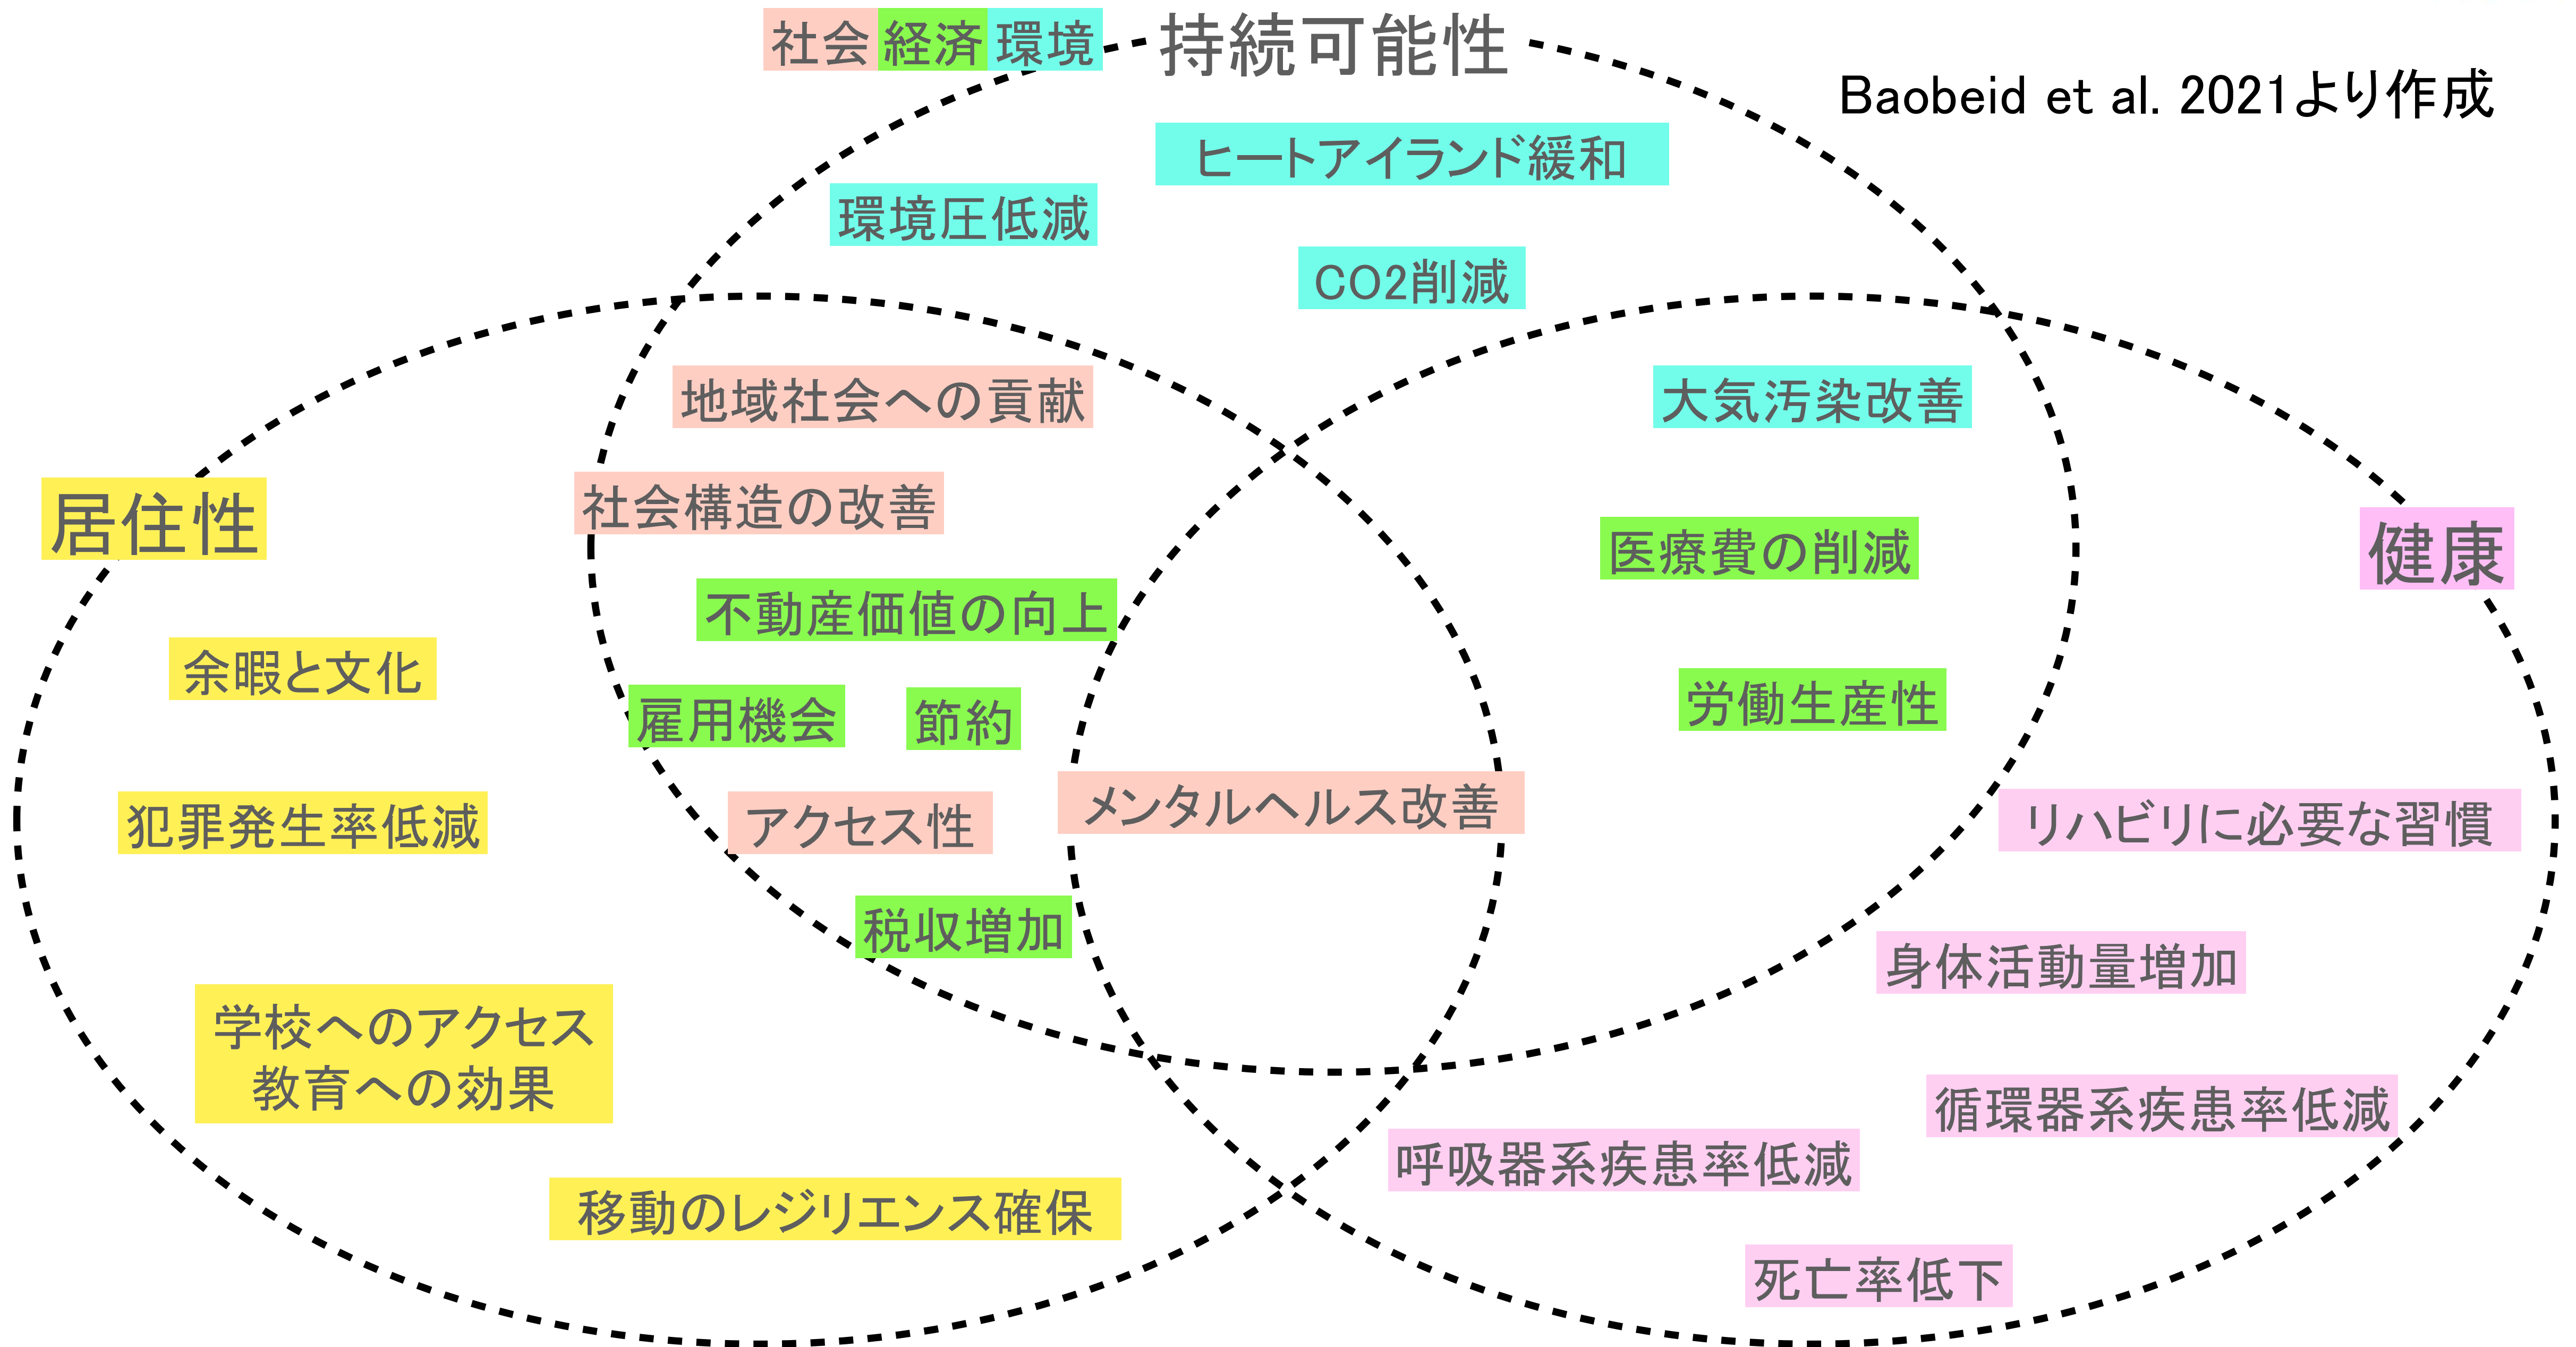 社会 経済 環境
持続可能性
Baobeid et al. 2021より作成
ヒートアイランド緩和
環境圧低減
CO2削減
地域社会への貢献
大気汚染改善
居住性
社会構造の改善
医療費の削減
健康
不動産価値の向上
余暇と文化
雇用機会
節約
労働生産性
メンタルヘルス改善
犯罪発生率低減
アクセス性
リハビリに必要な習慣
税収増加
身体活動量増加
学校へのアクセス
教育への効果
循環器系疾患率低減
呼吸器系疾患率低減
移動のレジリエンス確保
死亡率低下